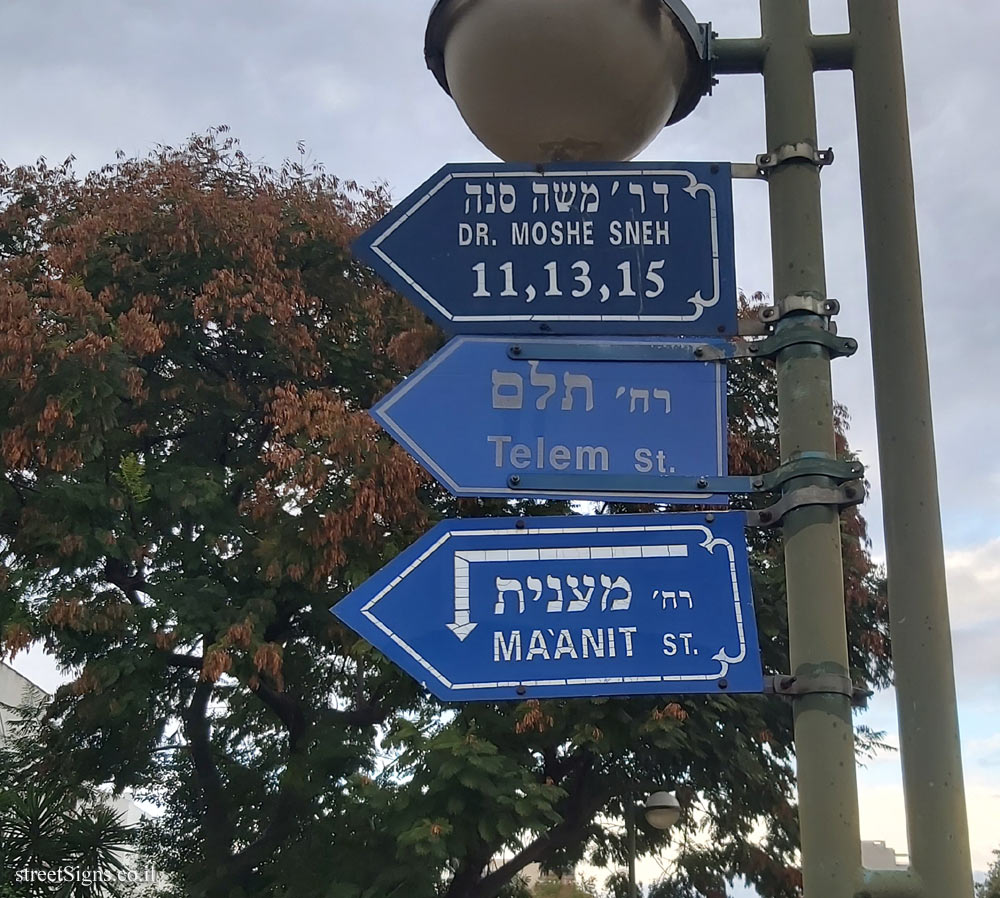 דר׳ משה סנה
DR. MOSHE SNEH
11,13,15
רח׳ תלם
Telem St.
רח׳ מענית
MA'ANIT ST.
streetSigns.co.il